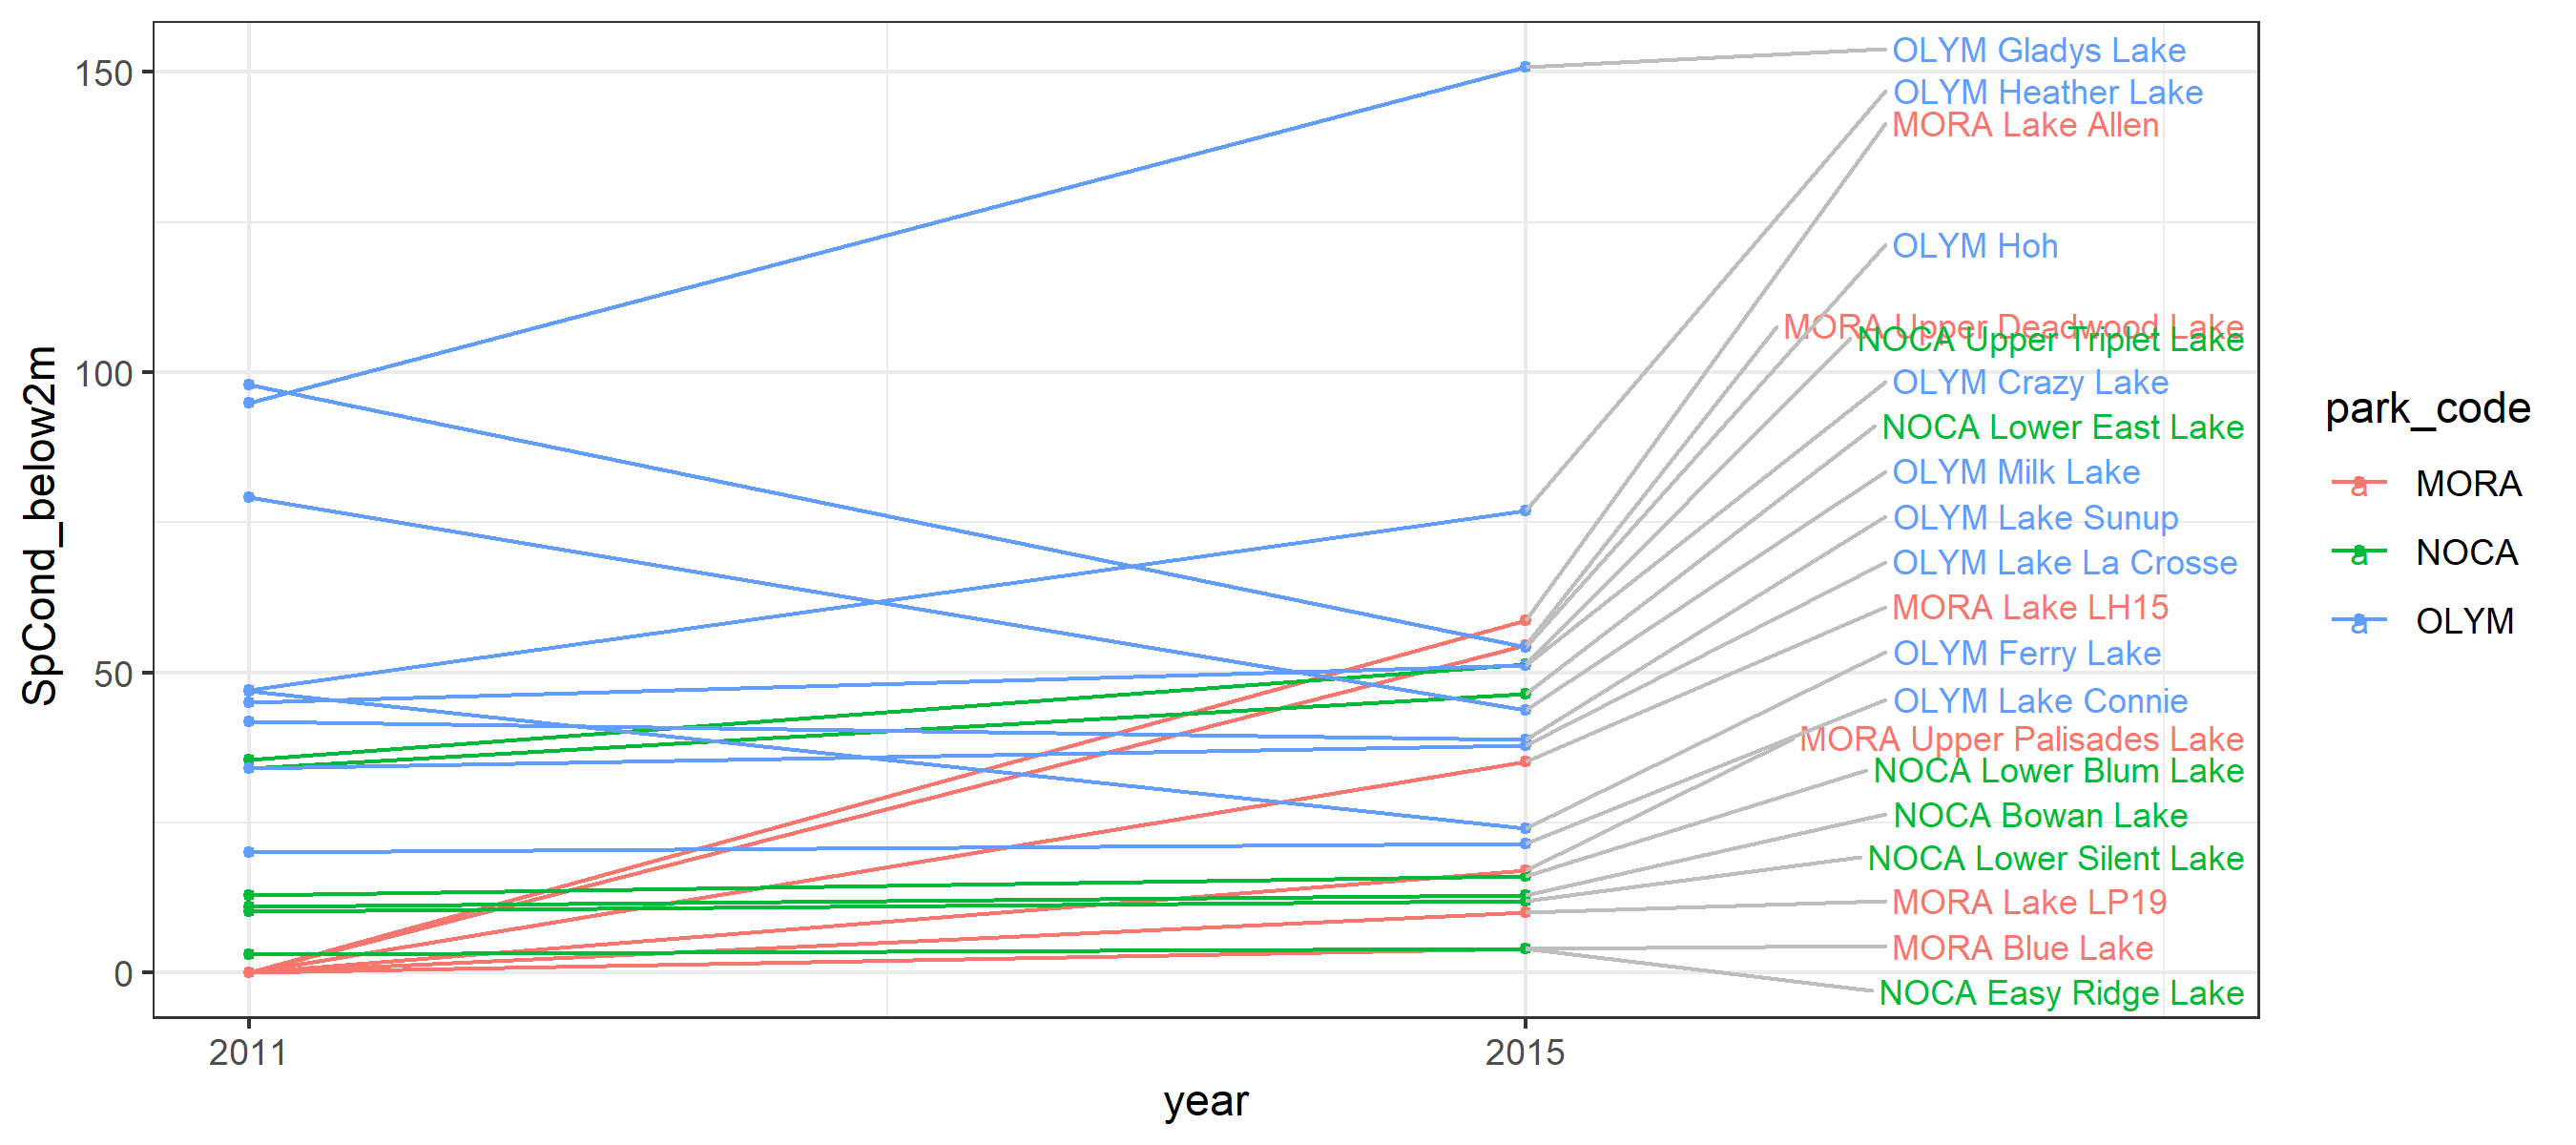 SpCond_below2m
150
100
50
0
2011
2015
year
OLYM Gladys Lake
OLYM Heather Lake
MORA Lake Allen
OLYM Hoh
MORA Upper Deadwood Lake
NOCA Upper Triplet Lake
OLYM Crazy Lake
NOCA Lower East Lake
OLYM Milk Lake
OLYM Lake Sunup
OLYM Lake La Crosse
MORA Lake LH15
OLYM Ferry Lake
OLYM Lake Connie
MORA Upper Palisades Lake
NOCA Lower Blum Lake
NOCA Bowan Lake
NOCA Lower Silent Lake
MORA Lake LP19
MORA Blue Lake
NOCA Easy Ridge Lake
park_code
a MORA
a NOCA
a OLYM